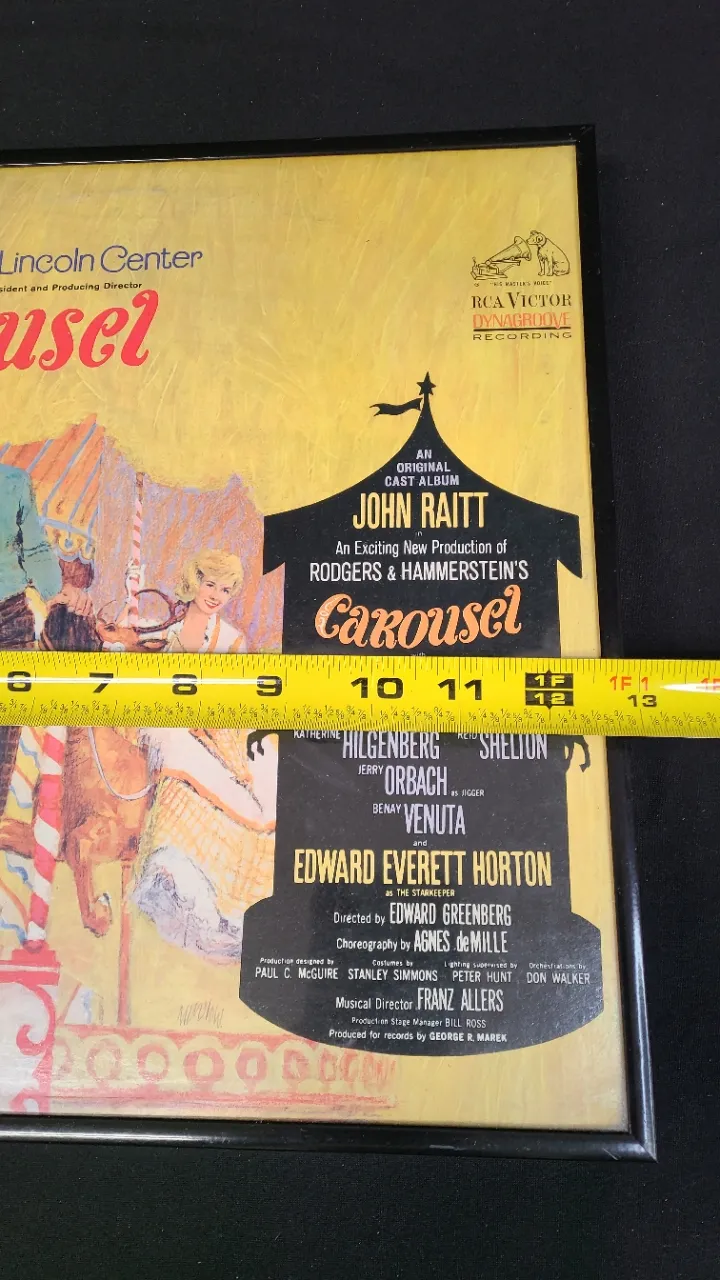 Lincoln Center
sident and Producing Director
usel
"HIS MASTER'S VOICE"
RCA VICTOR
DYNAGROOVE
RECORDING
AN
ORIGINAL
CAST ALBUM
JOHN RAITT
in
An Exciting New Production of
RODGERS & HAMMERSTEIN'S
Carousel
6 7 8 9 10 11 1F 12 1F 1 13
KATHERINE HILGENBERG REID SHELTON
JERRY ORBACH as JIGGER
BENAY VENUTA
and
EDWARD EVERETT HORTON
as THE STARKEEPER
Directed by EDWARD GREENBERG
Choreography by AGNES deMILLE
Production designed by Costumes by Lighting supervised by Orchestrations by
PAUL C. McGUIRE STANLEY SIMMONS PETER HUNT DON WALKER
Musical Director FRANZ ALLERS
Production Stage Manager BILL ROSS
Produced for records by GEORGE R. MAREK